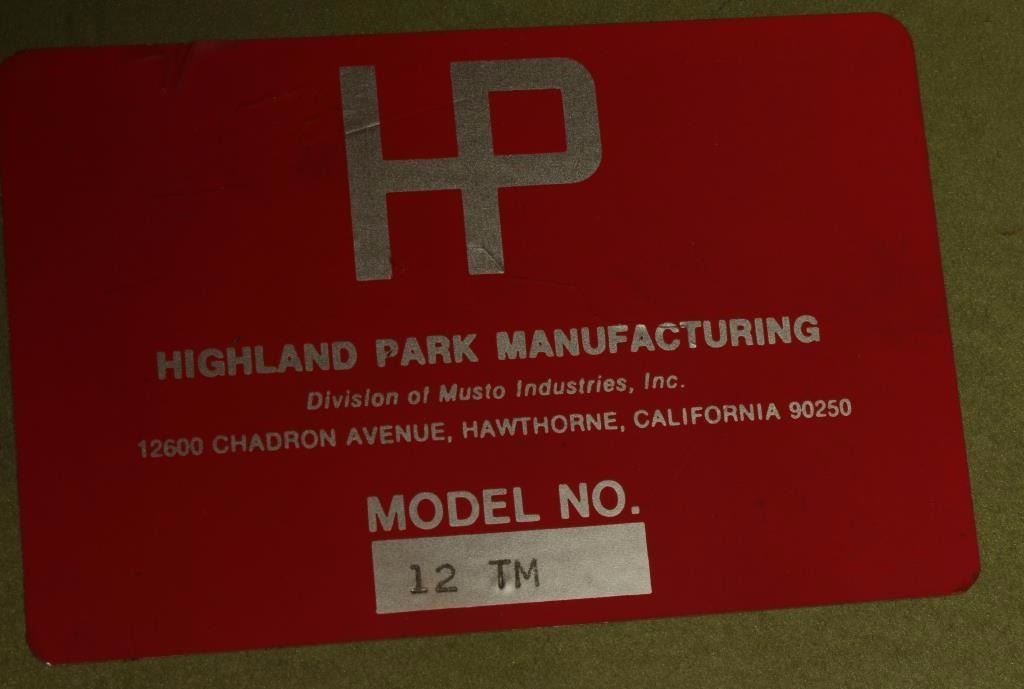 HP
HIGHLAND PARK MANUFACTURING
Division of Musto Industries, Inc.
12600 CHADRON AVENUE, HAWTHORNE, CALIFORNIA 90250
MODEL NO.
12 TM